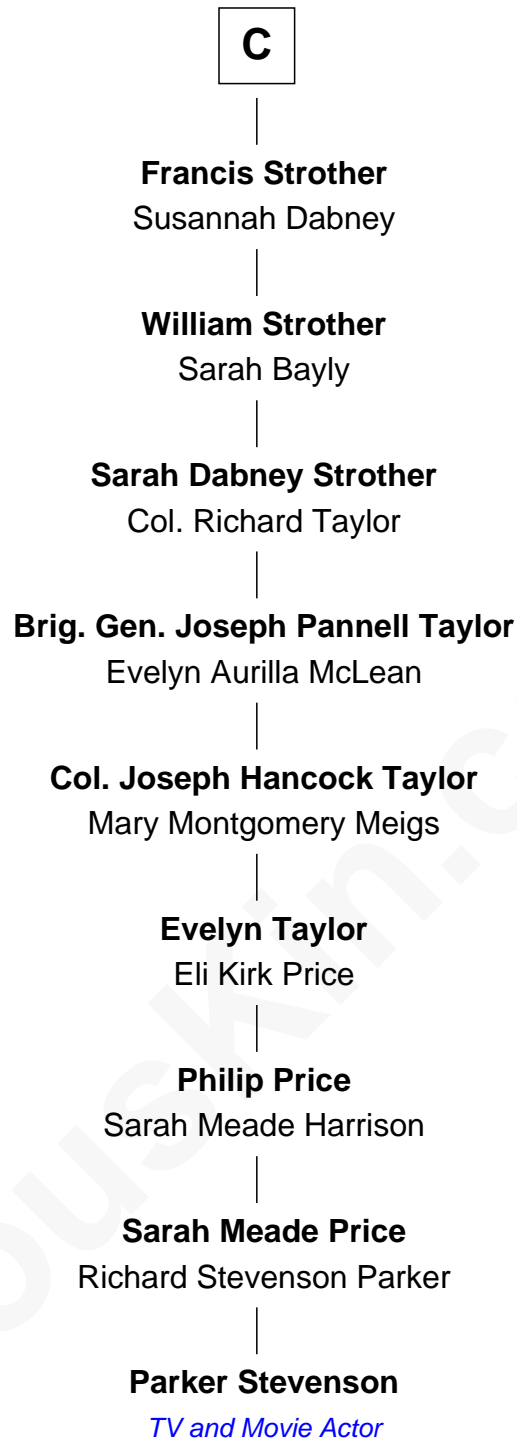 C
Francis Strother
Susannah Dabney
William Strother
Sarah Bayly
Sarah Dabney Strother
Col. Richard Taylor
Brig. Gen. Joseph Pannell Taylor
Evelyn Aurilla McLean
Col. Joseph Hancock Taylor
Mary Montgomery Meigs
Evelyn Taylor
Eli Kirk Price
Philip Price
Sarah Meade Harrison
Sarah Meade Price
Richard Stevenson Parker
Parker Stevenson
TV and Movie Actor